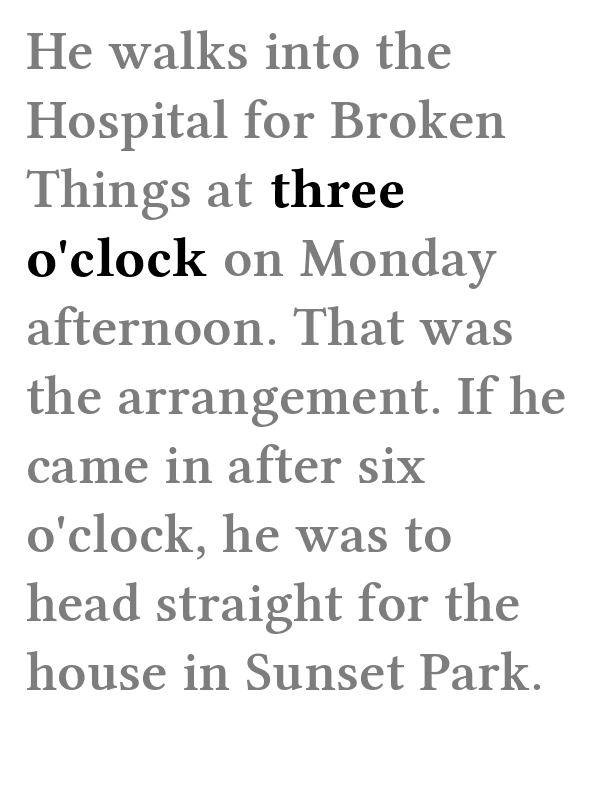 He walks into the
Hospital for Broken
Things at three
o'clock on Monday
afternoon. That was
the arrangement. If he
came in after six
o'clock, he was to
head straight for the
house in Sunset Park.